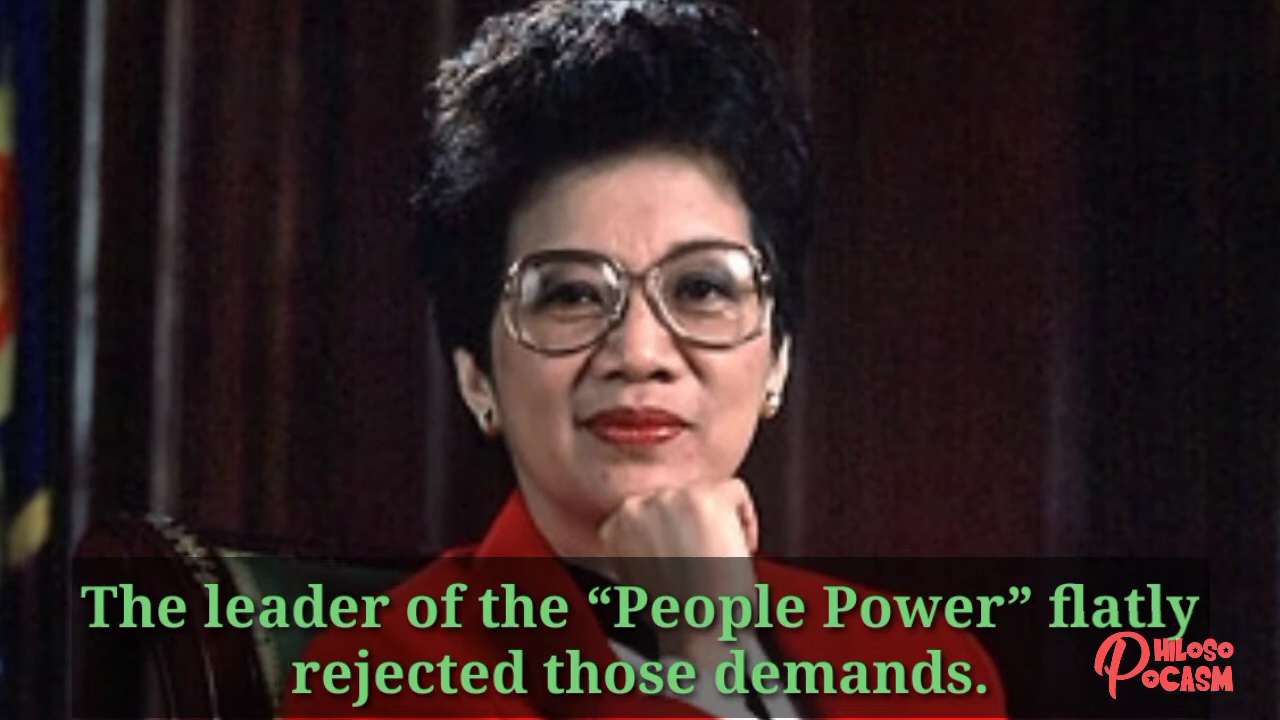 The leader of the “People Power” flatly
rejected those demands.
PHILOSO
POCASM